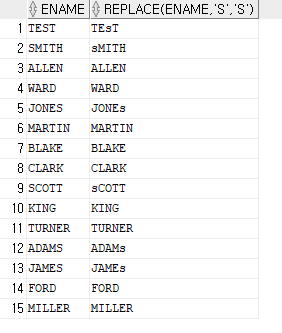 ENAME REPLACE(ENAME,'S','S')
1 TEST TEsT
2 SMITH sMITH
3 ALLEN ALLEN
4 WARD WARD
5 JONES JONEs
6 MARTIN MARTIN
7 BLAKE BLAKE
8 CLARK CLARK
9 SCOTT sCOTT
10 KING KING
11 TURNER TURNER
12 ADAMS ADAMs
13 JAMES JAMEs
14 FORD FORD
15 MILLER MILLER